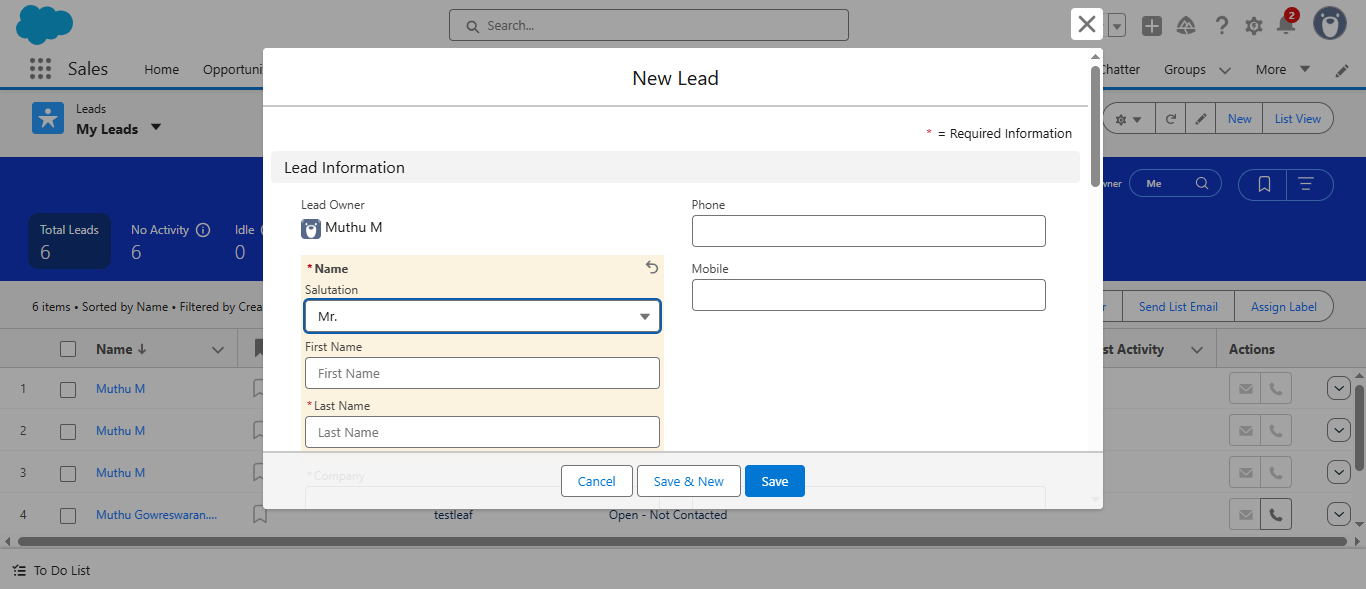 Search...
2
Sales
Home
Opportuni
Chatter
Groups
More
Leads
My Leads
New
List View
New Lead
* = Required Information
Lead Information
Lead Owner
Muthu M
Phone
*Name
Salutation
Mr.
Mobile
First Name
First Name
*Last Name
Last Name
*Company
Cancel
Save & New
Save
wner
Me
Total Leads
6
No Activity
6
Idle
0
6 items • Sorted by Name • Filtered by Crea
r
Send List Email
Assign Label
Name
st Activity
Actions
1
Muthu M
2
Muthu M
3
Muthu M
4
Muthu Gowreswaran....
testleaf
Open - Not Contacted
To Do List